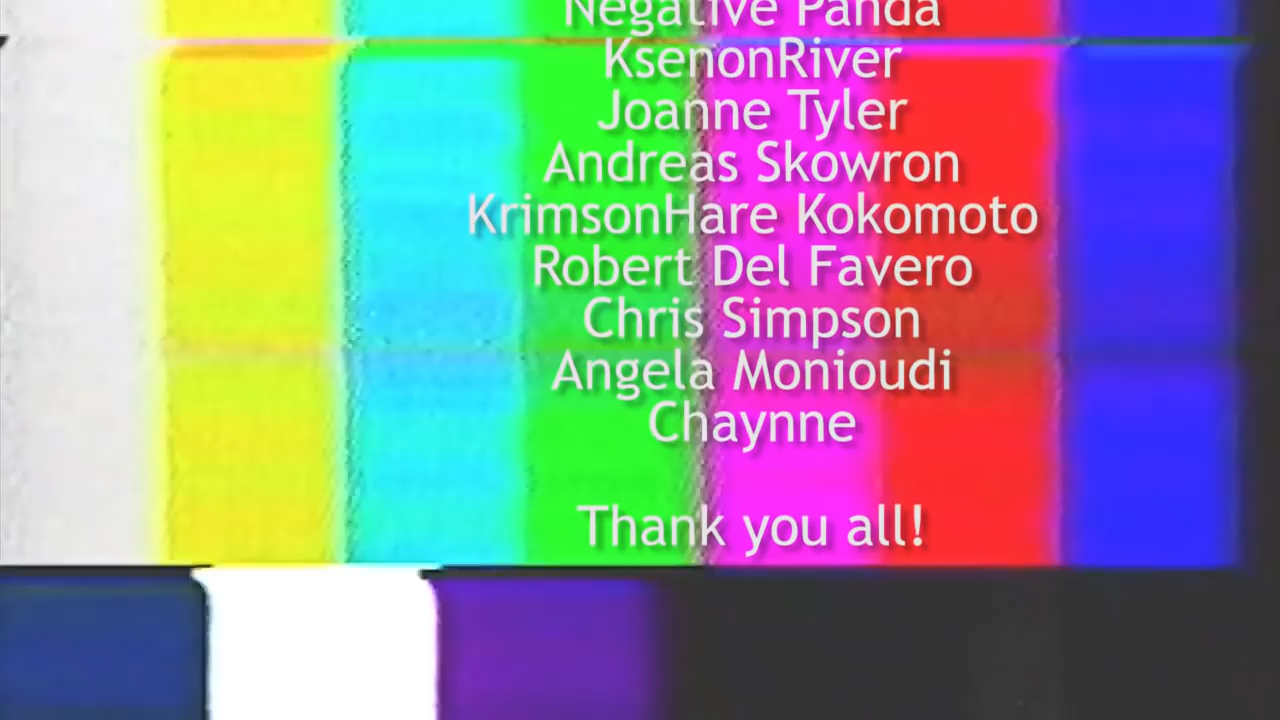 Negative Panda
KsenonRiver
Joanne Tyler
Andreas Skowron
KrimsonHare Kokomoto
Robert Del Favero
Chris Simpson
Angela Monioudi
Chaynne
Thank you all!